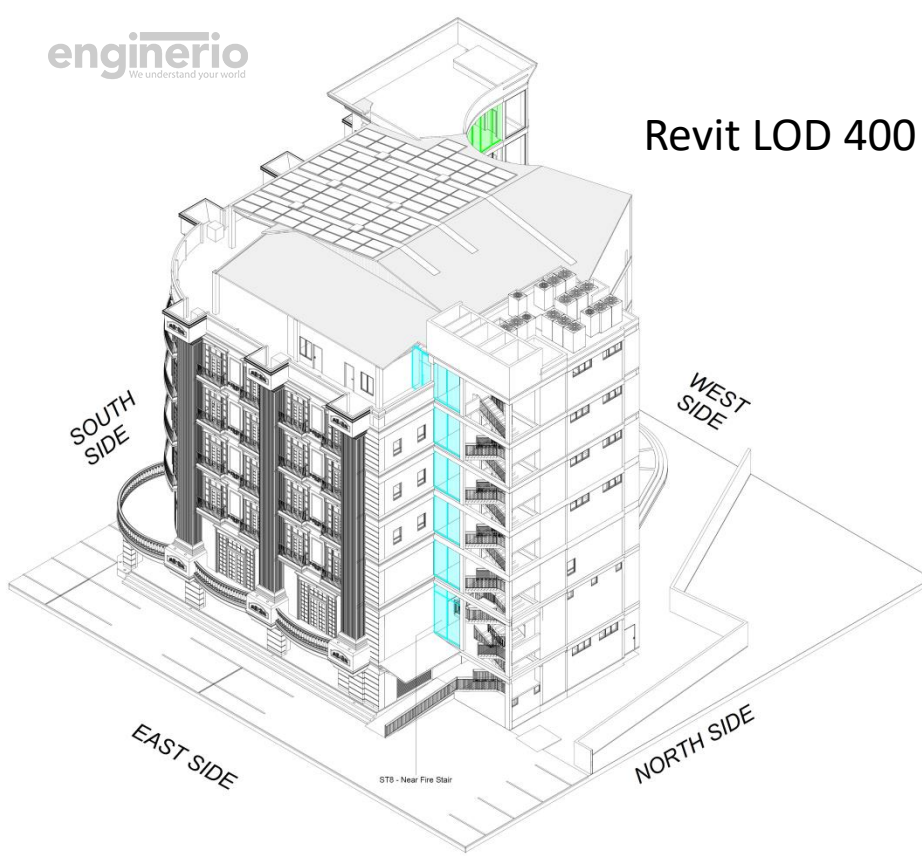 enginerio
We understand your world
Revit LOD 400
SOUTH
SIDE
WEST
SIDE
EAST SIDE
NORTH SIDE
ST8 - Near Fire Stair